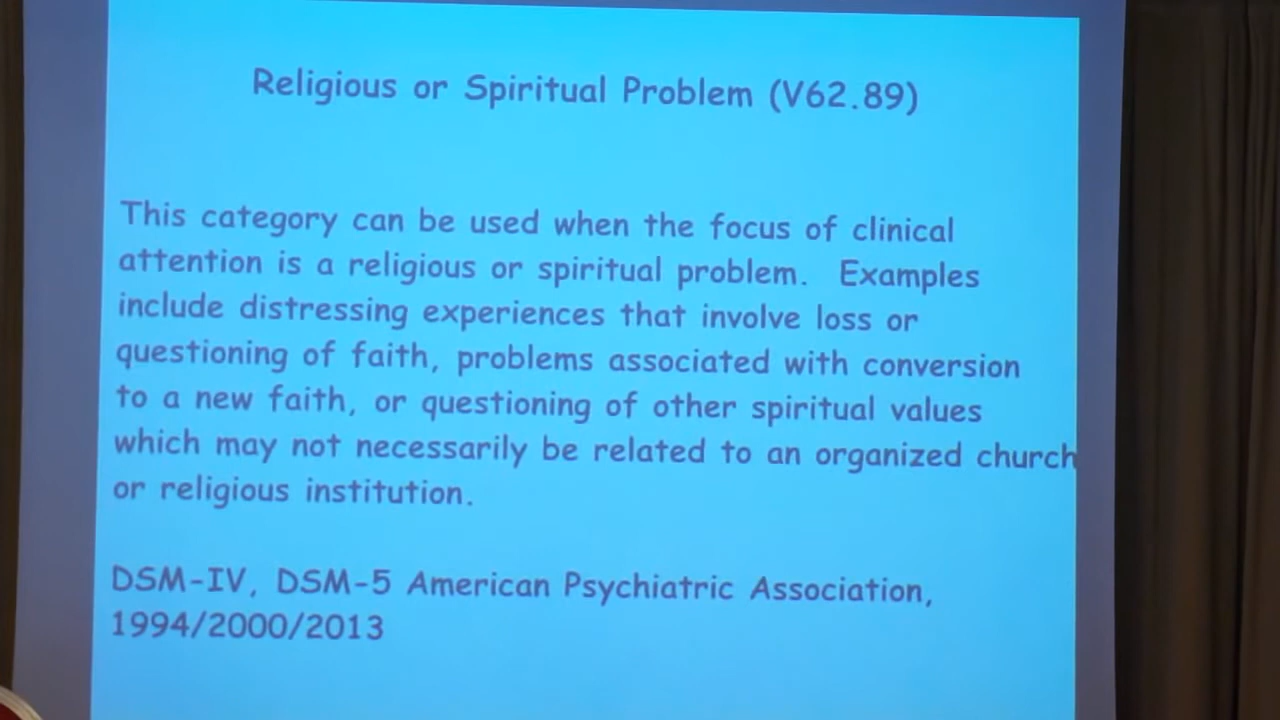 Religious or Spiritual Problem (V62.89)
This category can be used when the focus of clinical
attention is a religious or spiritual problem. Examples
include distressing experiences that involve loss or
questioning of faith, problems associated with conversion
to a new faith, or questioning of other spiritual values
which may not necessarily be related to an organized church
or religious institution.
DSM-IV, DSM-5 American Psychiatric Association,
1994/2000/2013